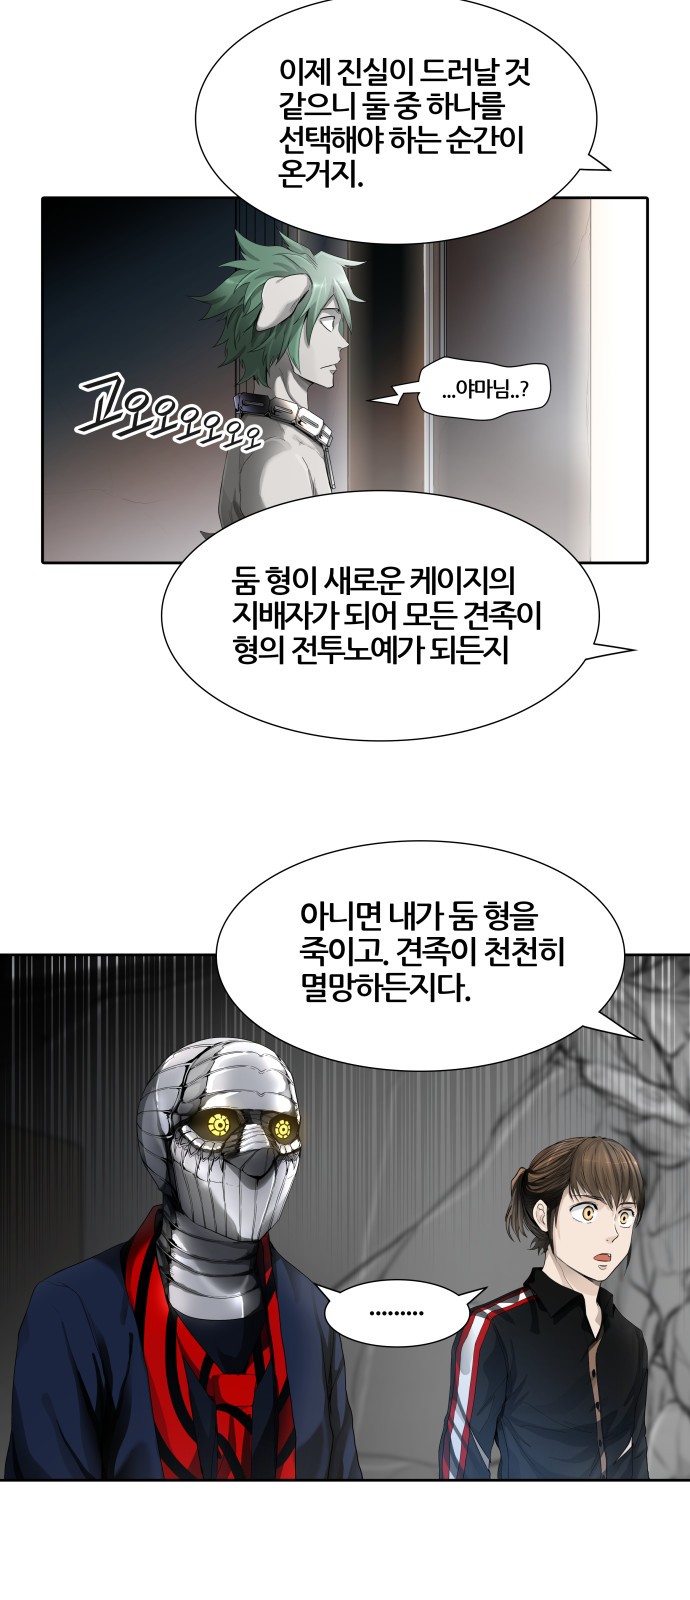 이제 진실이 드러날 것
같으니 둘 중 하나를
선택해야 하는 순간이
온거지.
...야마님..?
고오오오오오오
둠 형이 새로운 케이지의
지배자가 되어 모든 견족이
형의 전투노예가 되든지
아니면 내가 둠 형을
죽이고. 견족이 천천히
멸망하든지다.
.........